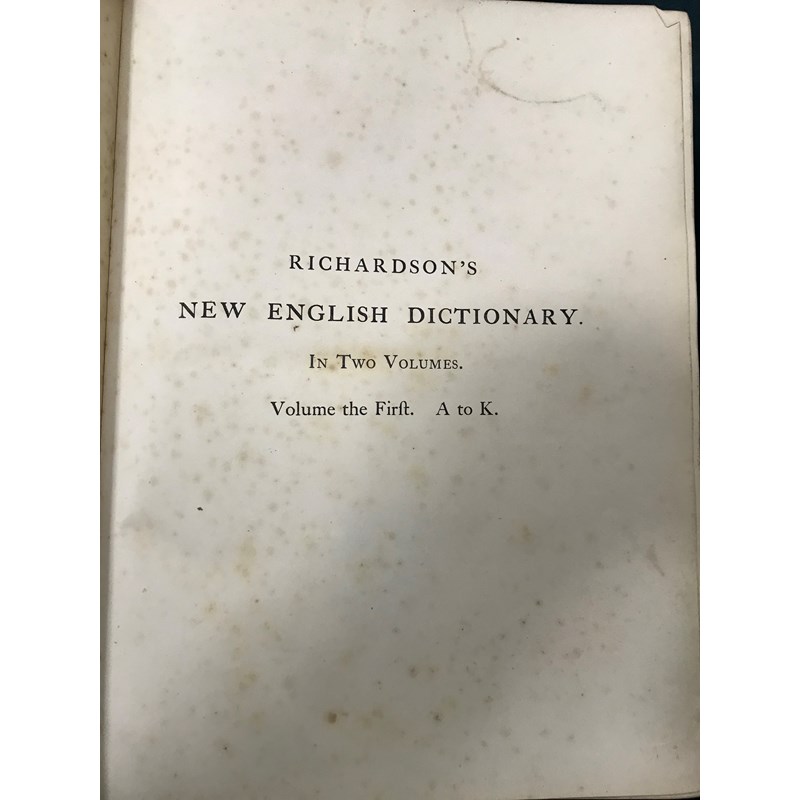 RICHARDSON'S
NEW ENGLISH DICTIONARY.
IN TWO VOLUMES.
Volume the Firſt. A to K.